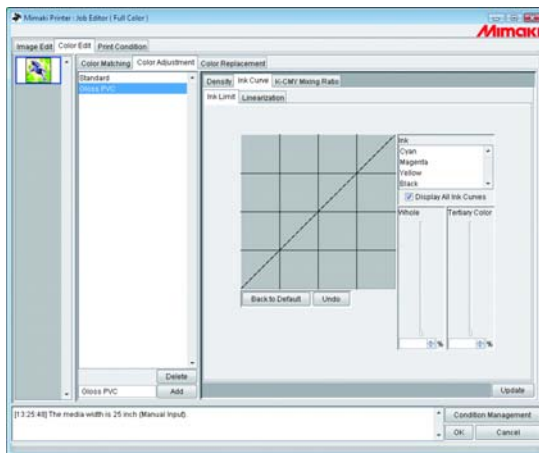 Mimaki Printer : Job Editor ( Full Color )
Mimaki
Image Edit Color Edit Print Condition
Color Matching Color Adjustment Color Replacement
Standard
Gloss PVC
Density Ink Curve K-CMY Mixing Ratio
Ink Limit Linearization
Ink
Cyan
Magenta
Yellow
Black
Display All Ink Curves
Whole Tertiary Color
Back to Default Undo
% %
Delete
Gloss PVC Add
Update
[13:25:48] The media width is 25 inch (Manual Input).
Condition Management
OK Cancel